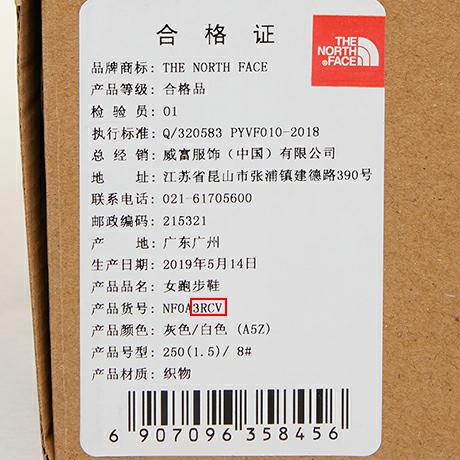 合格证
THE
NORTH
FACE
品牌商标: THE NORTH FACE
产品等级: 合格品
检验员: 01
执行标准: Q/320583 PYVF010-2018
总经销: 威富服饰（中国）有限公司
地址: 江苏省昆山市张浦镇建德路390号
联系电话: 021-61705600
邮政编码: 215321
产地: 广东广州
生产日期: 2019年5月14日
产品品名: 女跑步鞋
产品货号: NF0A3RCV
产品颜色: 灰色/白色 (A5Z)
产品号型: 250(1.5)/ 8#
产品材质: 织物
6 907096 358456